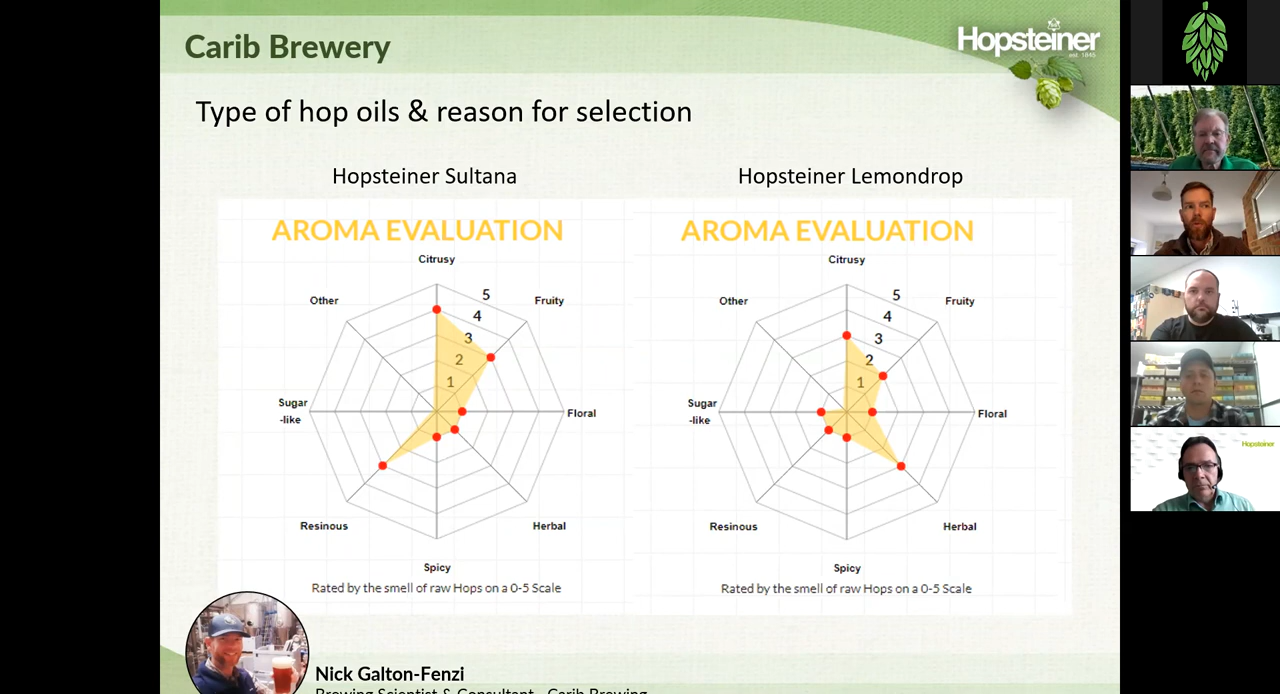 Carib Brewery
Hopsteiner
est. 1845
Type of hop oils & reason for selection
Hopsteiner Sultana
AROMA EVALUATION
Citrusy
Other
5
Fruity
4
3
2
1
Sugar
-like
Floral
Resinous
Herbal
Spicy
Rated by the smell of raw Hops on a 0-5 Scale
Hopsteiner Lemondrop
AROMA EVALUATION
Citrusy
Other
5
Fruity
4
3
2
1
Sugar
-like
Floral
Resinous
Herbal
Spicy
Rated by the smell of raw Hops on a 0-5 Scale
Nick Galton-Fenzi
Brewing Scientist & Consultant - Carib Brewing
Hopsteiner